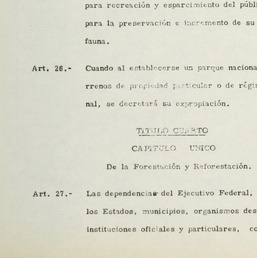 para recreación y esparcimiento del públi
para la preservación e incremento de su
fauna.
Art. 26.- Cuando al establecerse un parque naciona
rrenos de propiedad particular o de régi
nal, se decretará su expropiación.
TITULO CUARTO
CAPITULO UNICO
De la Forestación y Reforestación.
Art. 27.- Las dependencias del Ejecutivo Federal,
los Estados, municipios, organismos des
instituciones oficiales y particulares, co